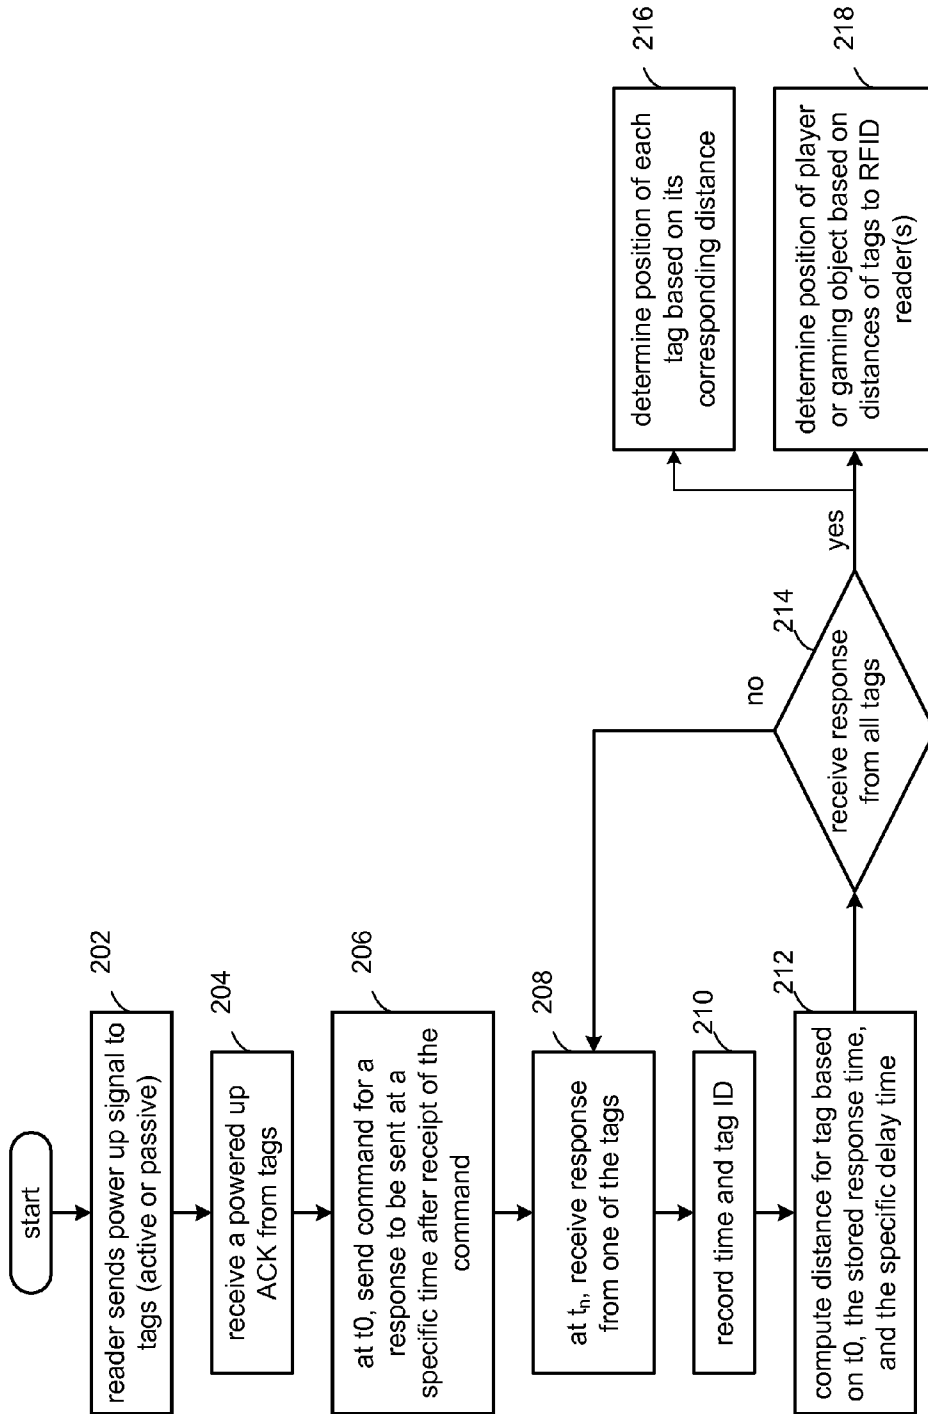 start
202
reader sends power up signal to
tags (active or passive)
204
receive a powered up
ACK from tags
206
at t0, send command for a
response to be sent at a
specific time after receipt of the
command
208
at tn, receive response
from one of the tags
210
record time and tag ID
212
compute distance for tag based
on t0, the stored response time,
and the specific delay time
214
receive response
from all tags
no
yes
216
determine position of each
tag based on its
corresponding distance
218
determine position of player
or gaming object based on
distances of tags to RFID
reader(s)